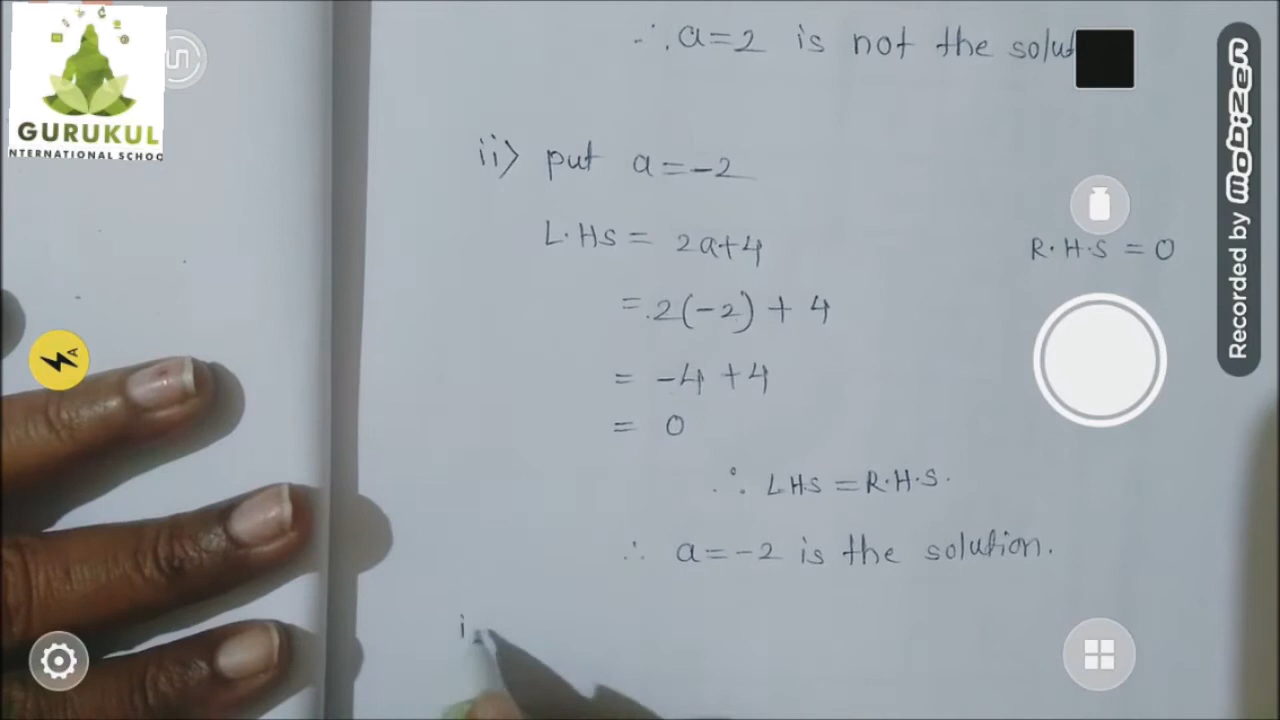 ∴ a=2 is not the solut
GURUKUL
NTERNATIONAL SCHOO
ii) put a=-2
L.HS = 2a+4 R.H.S = 0
= 2(-2) + 4
= -4 +4
= 0
∴ LHS = R.H.S.
∴ a=-2 is the solution.
i
Recorded by mobizen